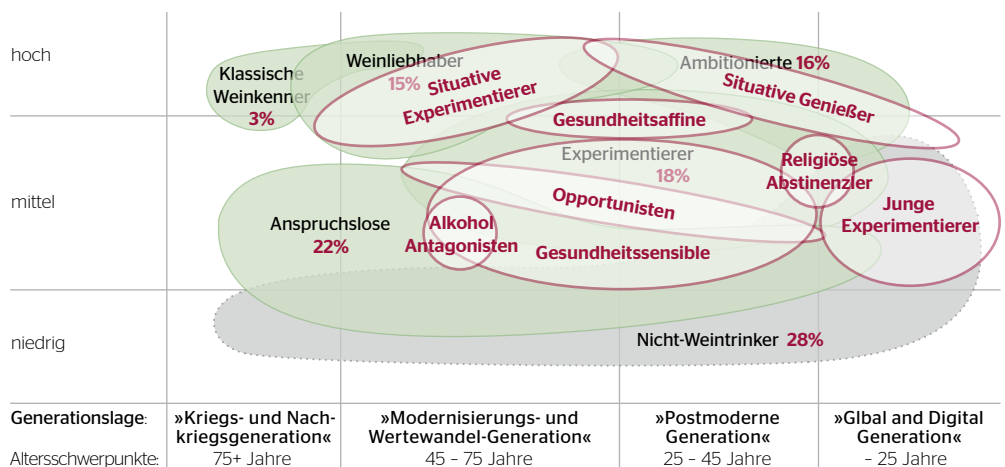 hoch
Klassische
Weinkenner
3%
Weinliebhaber
15%
Situative
Experimentierer
Ambitionierte 16%
Situative Genießer
Gesundheitsaffine
mittel
Experimentierer
18%
Religiöse
Abstinenzler
Opportunisten
Junge
Experimentierer
Anspruchslose
22%
Alkohol
Antagonisten
Gesundheitssensible
niedrig
Nicht-Weintrinker 28%
Generationslage:
»Kriegs- und Nach-
kriegsgeneration«
»Modernisierungs- und
Wertewandel-Generation«
»Postmoderne
Generation«
»Glbal and Digital
Generation«
Altersschwerpunkte:
75+ Jahre
45 – 75 Jahre
25 – 45 Jahre
– 25 Jahre